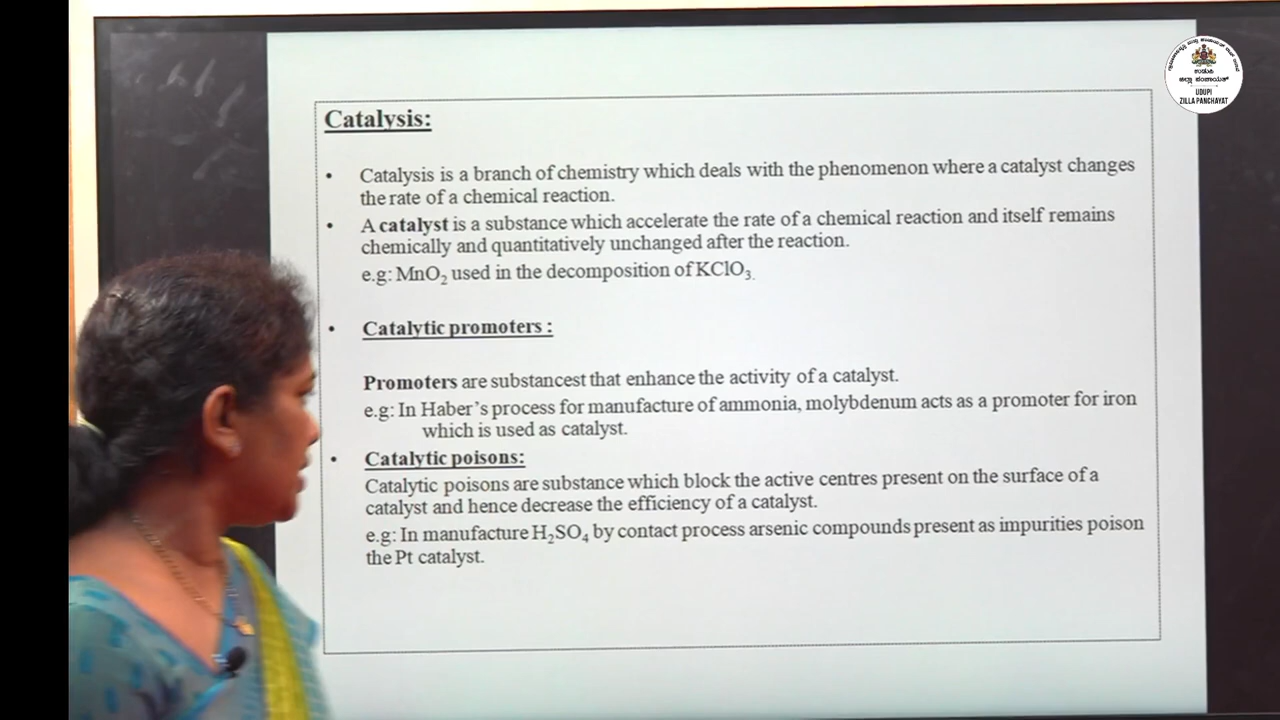 Catalysis:
• Catalysis is a branch of chemistry which deals with the phenomenon where a catalyst changes
the rate of a chemical reaction.
• A catalyst is a substance which accelerate the rate of a chemical reaction and itself remains
chemically and quantitatively unchanged after the reaction.
e.g: MnO₂ used in the decomposition of KClO₃.
• Catalytic promoters :
Promoters are substancest that enhance the activity of a catalyst.
e.g: In Haber's process for manufacture of ammonia, molybdenum acts as a promoter for iron
which is used as catalyst.
• Catalytic poisons:
Catalytic poisons are substance which block the active centres present on the surface of a
catalyst and hence decrease the efficiency of a catalyst.
e.g: In manufacture H₂SO₄ by contact process arsenic compounds present as impurities poison
the Pt catalyst.
ಉಡುಪಿ
ಜಿಲ್ಲಾ ಪಂಚಾಯತ್
UDUPI
ZILLA PANCHAYAT